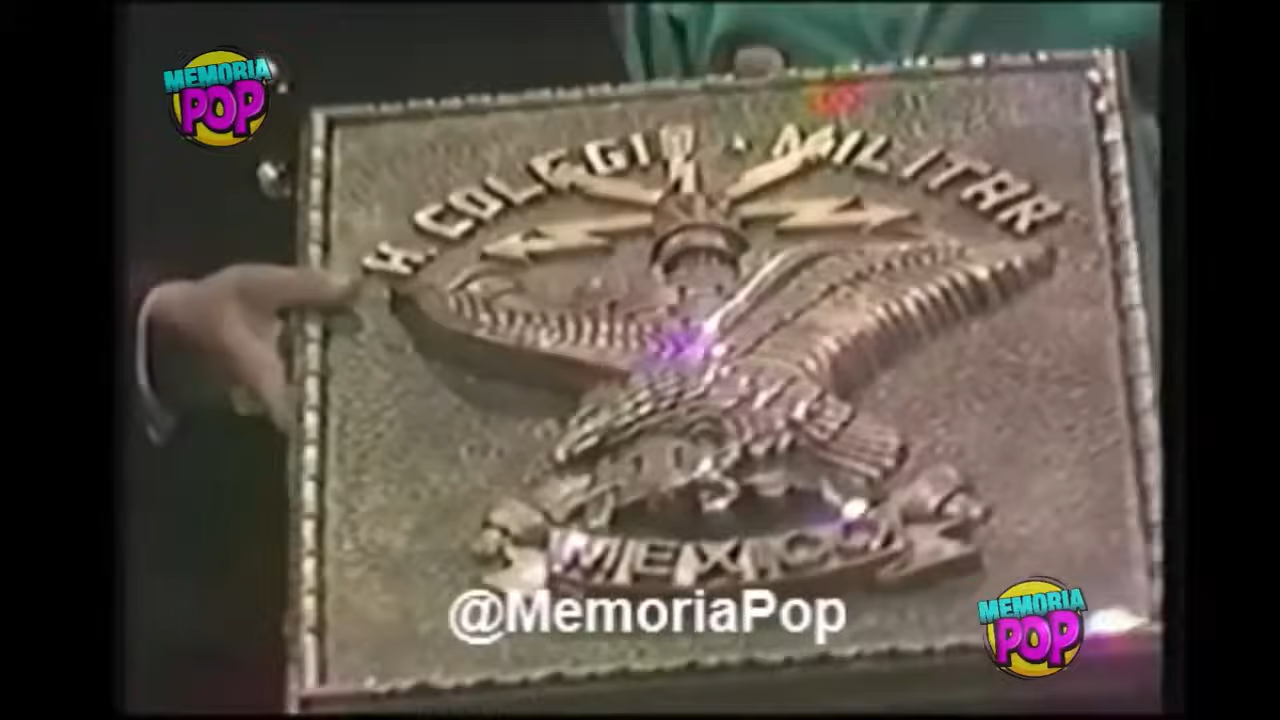 MEMORIA
POP
H. COLEGIO · MILITAR
MEXICO
@MemoriaPop
MEMORIA
POP